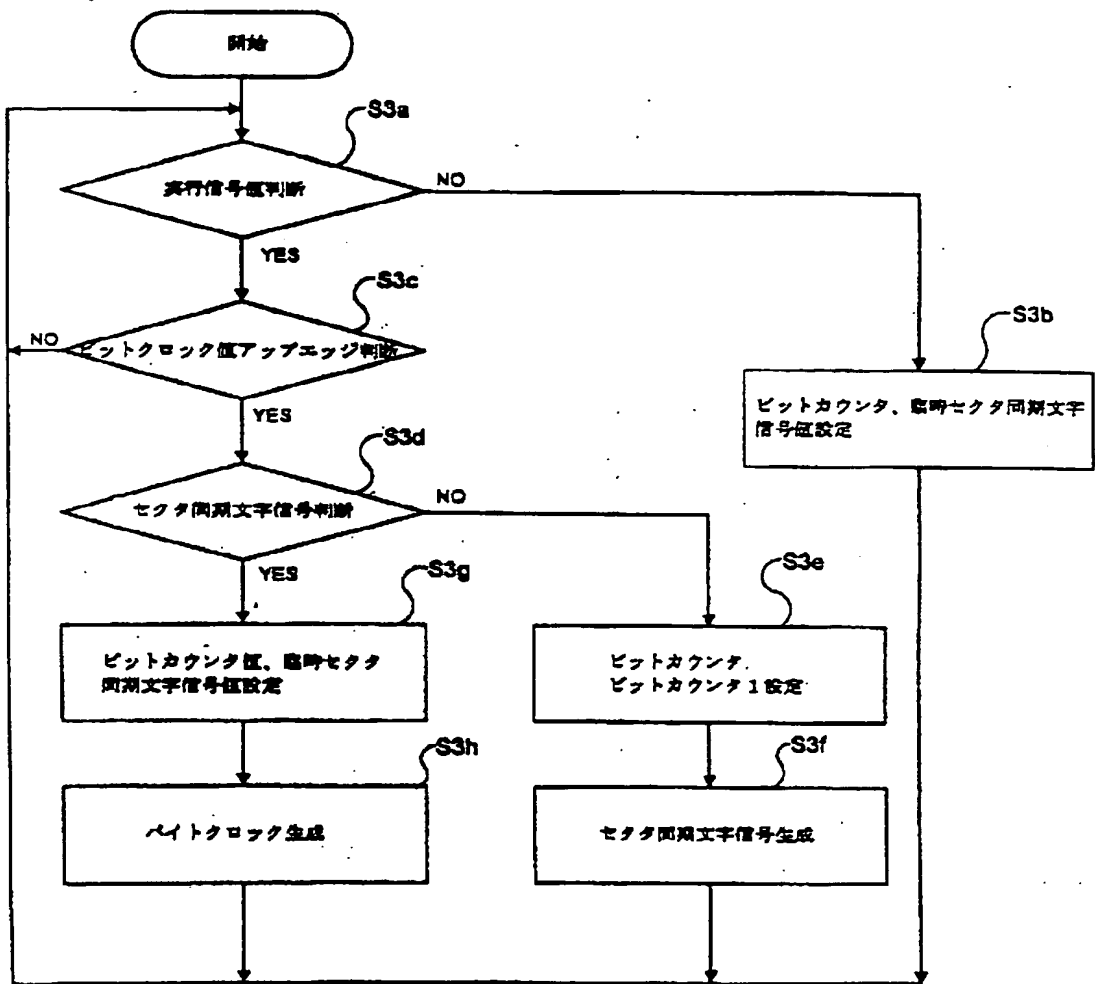 開始
S3a
実行信号値判断
NO
YES
S3c
NO
ビットクロック値アップエッジ判断
YES
S3b
ビットカウンタ、臨時セクタ同期文字
信号値設定
S3d
セクタ同期文字信号判断
NO
YES
S3g
ビットカウンタ値、臨時セクタ
同期文字信号値設定
S3e
ビットカウンタ、
ビットカウンタ1設定
S3h
バイトクロック生成
S3f
セクタ同期文字信号生成